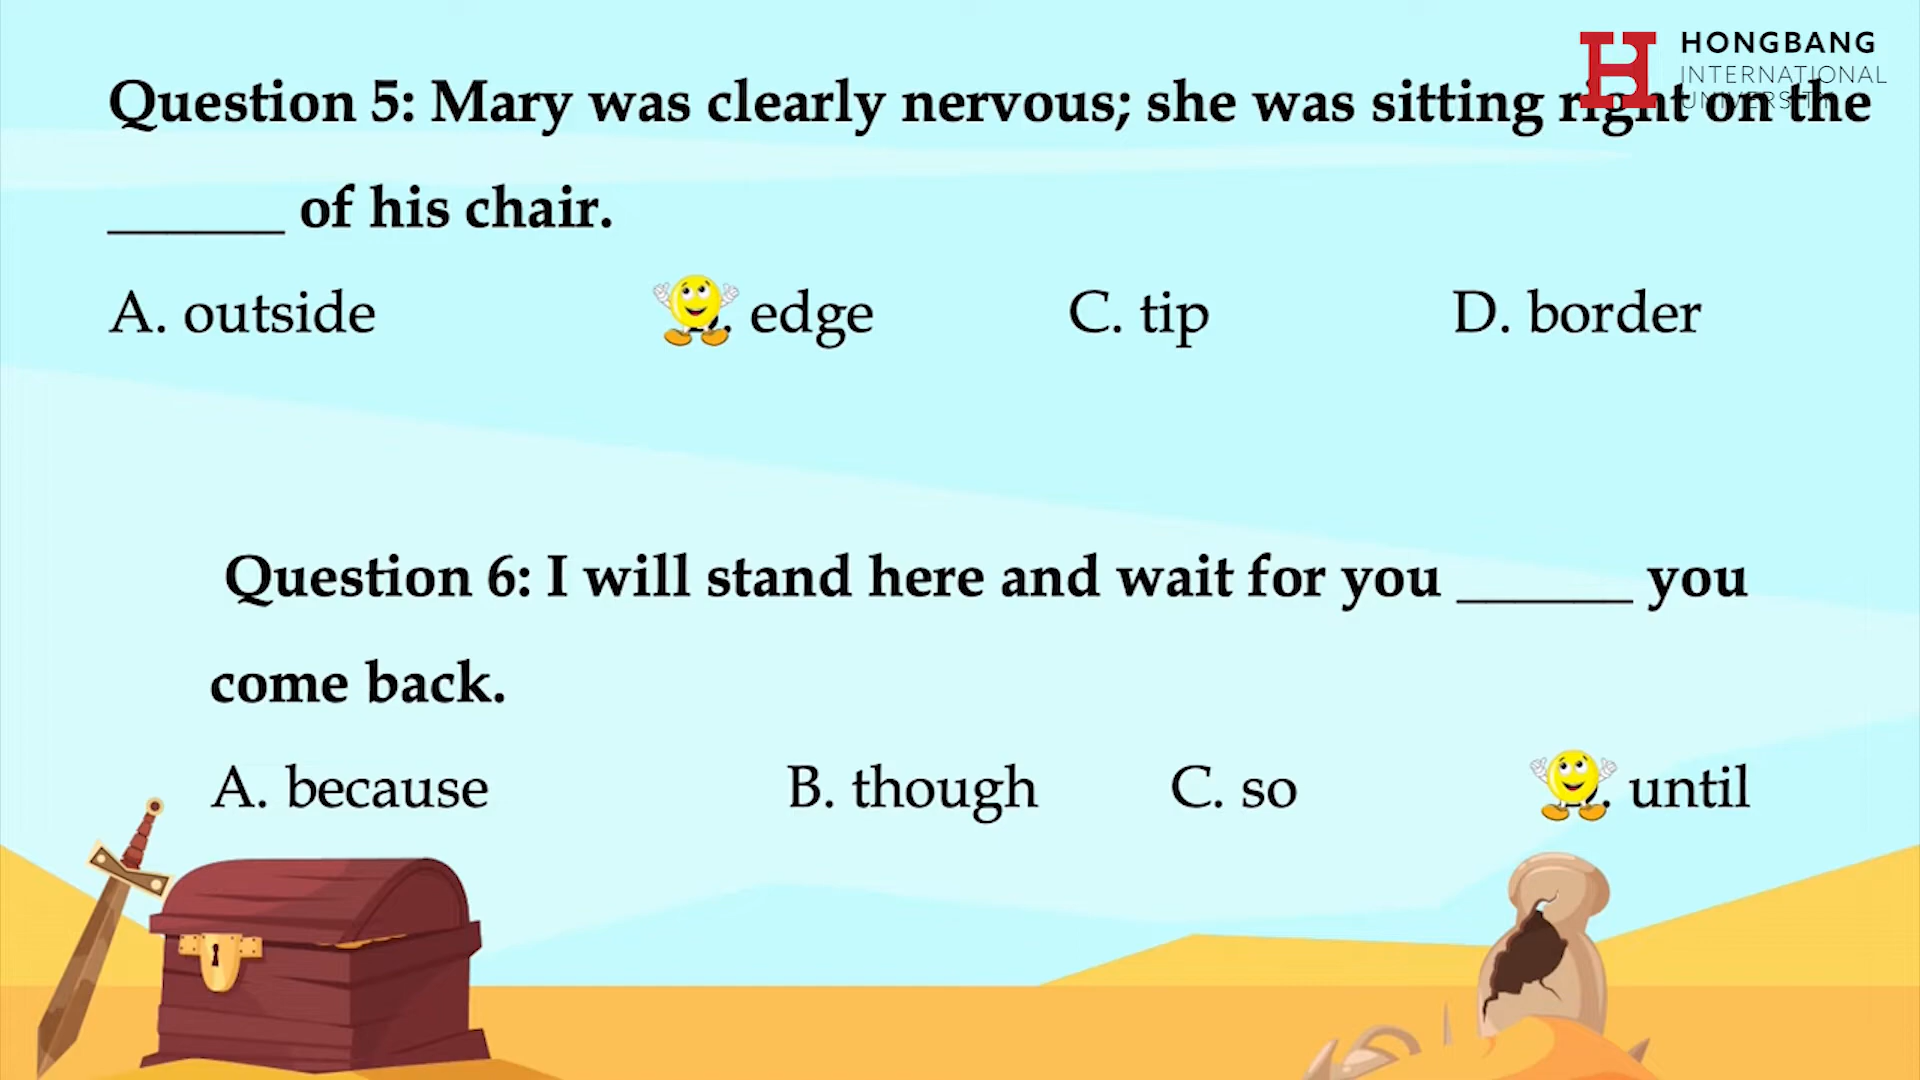 HONGBANG
INTERNATIONAL
UNIVERSITY
Question 5: Mary was clearly nervous; she was sitting right on the
______ of his chair.
A. outside . edge C. tip D. border
Question 6: I will stand here and wait for you ______ you
come back.
A. because B. though C. so . until